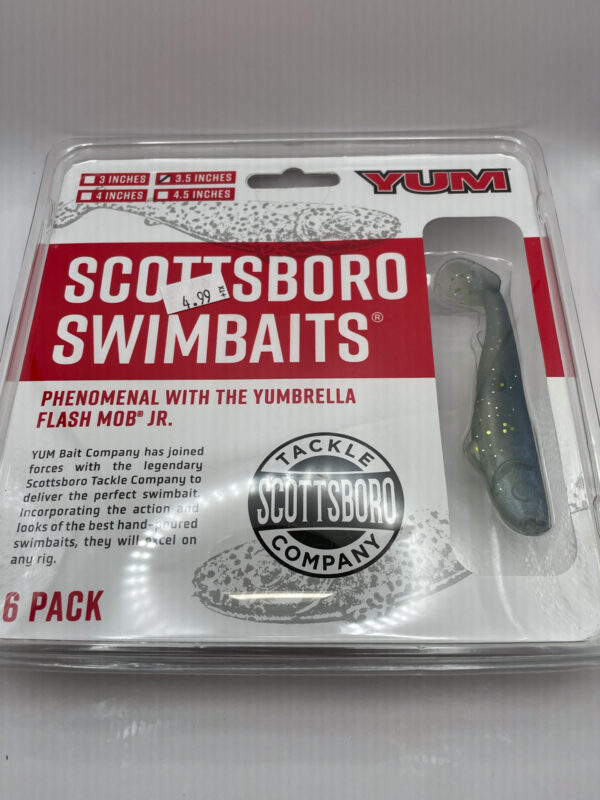 3 INCHES 3.5 INCHES
4 INCHES 4.5 INCHES
YUM
SCOTTSBORO
4.99
SWIMBAITS®
PHENOMENAL WITH THE YUMBRELLA
FLASH MOB® JR.
YUM Bait Company has joined
forces with the legendary
Scottsboro Tackle Company to
deliver the perfect swimbait.
Incorporating the action and
looks of the best hand-poured
swimbaits, they will excel on
any rig.
TACKLE
SCOTTSBORO
COMPANY
6 PACK